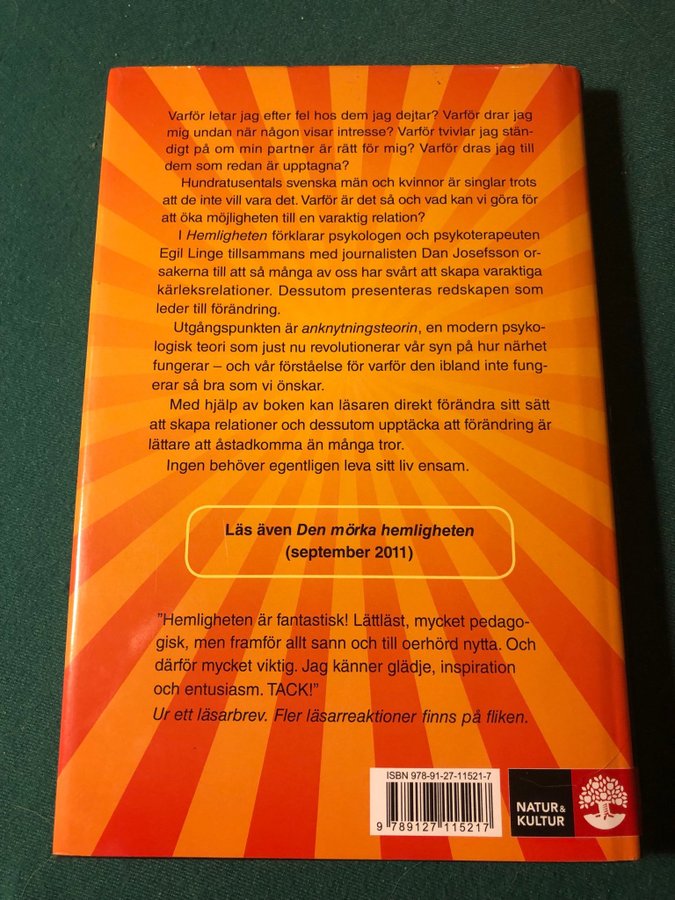 Varför letar jag efter fel hos dem jag dejtar? Varför drar jag
mig undan när någon visar intresse? Varför tvivlar jag stän-
digt på om min partner är rätt för mig? Varför dras jag till
dem som redan är upptagna?
Hundratusentals svenska män och kvinnor är singlar trots
att de inte vill vara det. Varför är det så och vad kan vi göra för
att öka möjligheten till en varaktig relation?
I Hemligheten förklarar psykologen och psykoterapeuten
Egil Linge tillsammans med journalisten Dan Josefsson or-
sakerna till att så många av oss har svårt att skapa varaktiga
kärleksrelationer. Dessutom presenteras redskapen som
leder till förändring.
Utgångspunkten är anknytningsteorin, en modern psyko-
logisk teori som just nu revolutionerar vår syn på hur närhet
fungerar – och vår förståelse för varför den ibland inte fung-
erar så bra som vi önskar.
Med hjälp av boken kan läsaren direkt förändra sitt sätt
att skapa relationer och dessutom upptäcka att förändring är
lättare att åstadkomma än många tror.
Ingen behöver egentligen leva sitt liv ensam.
Läs även Den mörka hemligheten
(september 2011)
”Hemligheten är fantastisk! Lättläst, mycket pedago-
gisk, men framför allt sann och till oerhörd nytta. Och
därför mycket viktig. Jag känner glädje, inspiration
och entusiasm. TACK!”
Ur ett läsarbrev. Fler läsarreaktioner finns på fliken.
ISBN 978-91-27-11521-7
9 789127 115217
NATUR &
KULTUR